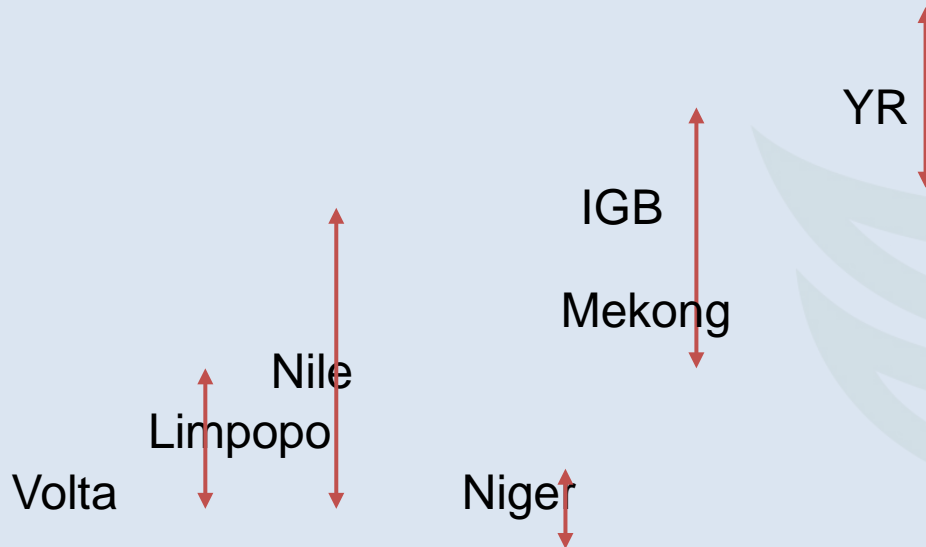 YR
IGB
Mekong
Nile
Limpopo
Volta
Niger